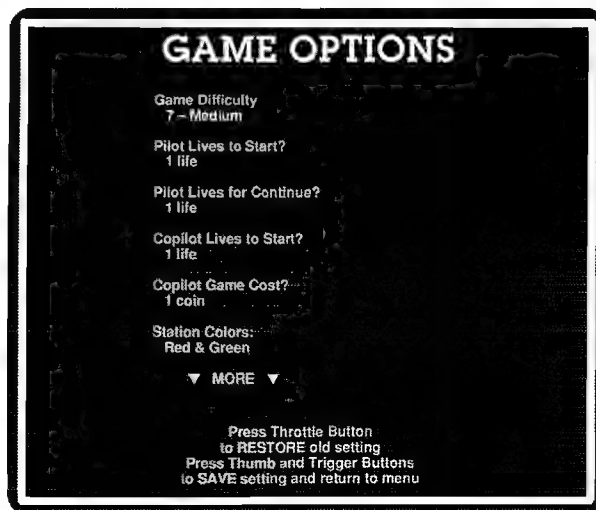 GAME OPTIONS
Game Difficulty
7 – Medium
Pilot Lives to Start?
1 life
Pilot Lives for Continue?
1 life
Copilot Lives to Start?
1 life
Copilot Game Cost?
1 coin
Station Colors:
Red & Green
▼ MORE ▼
Press Throttle Button
to RESTORE old setting
Press Thumb and Trigger Buttons
to SAVE setting and return to menu